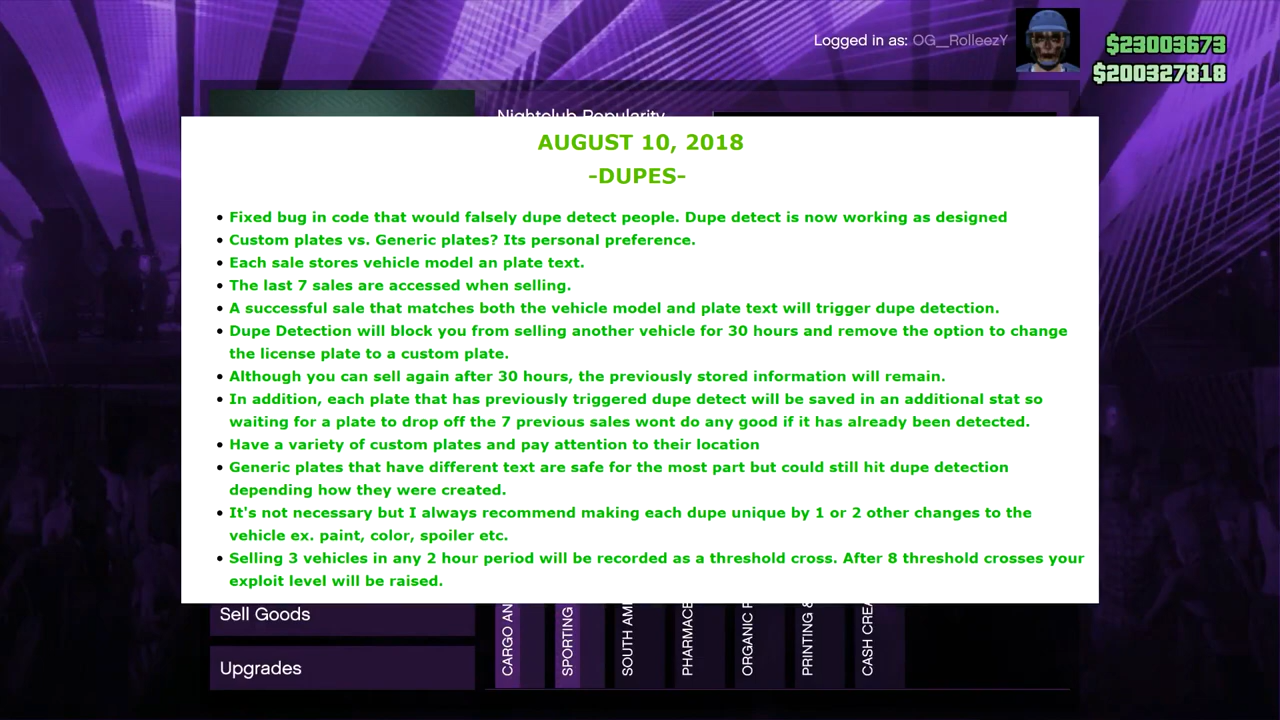 Logged in as: OG__RolleezY
$23003673
$200327818
Nightclub Popularity
AUGUST 10, 2018
-DUPES-
• Fixed bug in code that would falsely dupe detect people. Dupe detect is now working as designed
• Custom plates vs. Generic plates? Its personal preference.
• Each sale stores vehicle model an plate text.
• The last 7 sales are accessed when selling.
• A successful sale that matches both the vehicle model and plate text will trigger dupe detection.
• Dupe Detection will block you from selling another vehicle for 30 hours and remove the option to change
the license plate to a custom plate.
• Although you can sell again after 30 hours, the previously stored information will remain.
• In addition, each plate that has previously triggered dupe detect will be saved in an additional stat so
waiting for a plate to drop off the 7 previous sales wont do any good if it has already been detected.
• Have a variety of custom plates and pay attention to their location
• Generic plates that have different text are safe for the most part but could still hit dupe detection
depending how they were created.
• It's not necessary but I always recommend making each dupe unique by 1 or 2 other changes to the
vehicle ex. paint, color, spoiler etc.
• Selling 3 vehicles in any 2 hour period will be recorded as a threshold cross. After 8 threshold crosses your
exploit level will be raised.
Sell Goods
Upgrades
CARGO AN
SPORTING
SOUTH AM
PHARMACE
ORGANIC
PRINTING &
CASH CREA